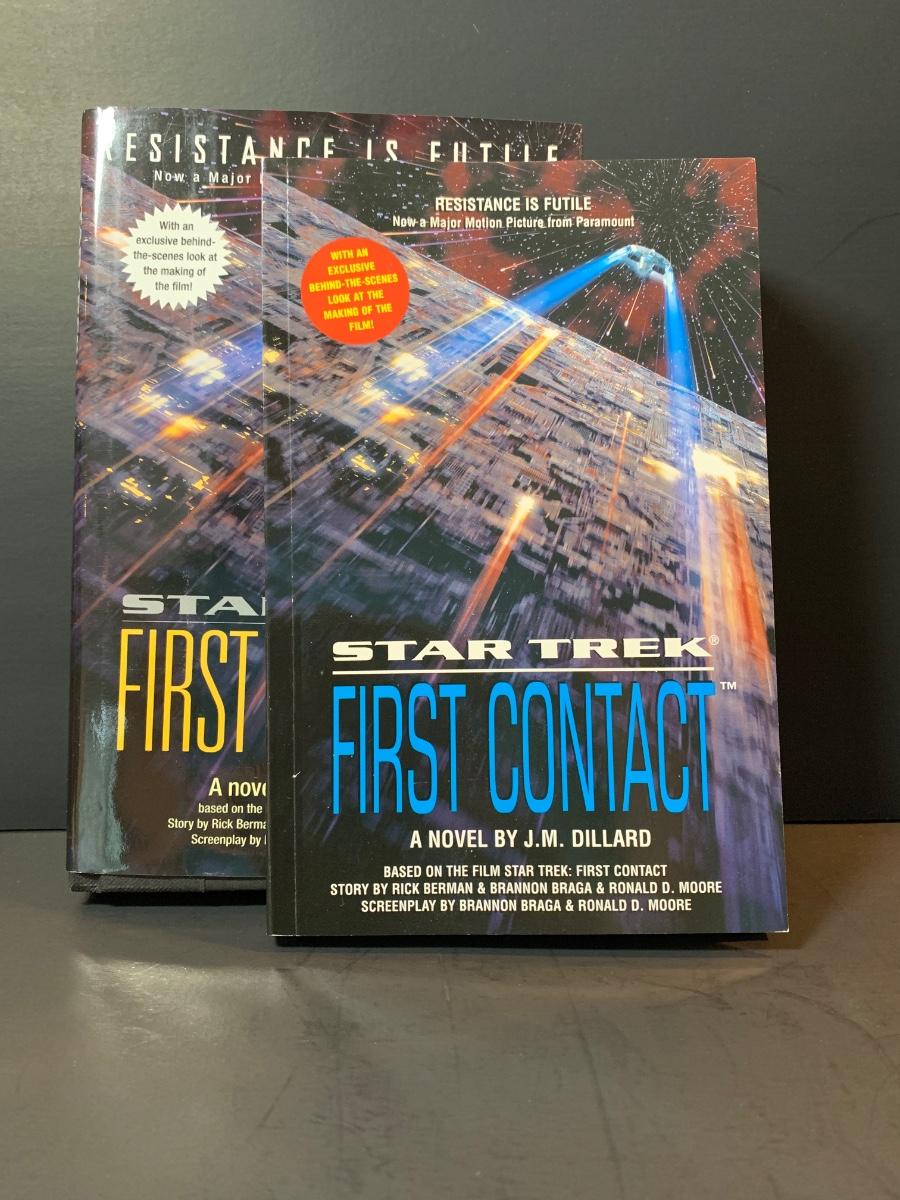 RESISTANCE IS FUTILE
Now a Major
With an
exclusive behind-
the-scenes look at
the making of
the film!
STA
FIRST
A nove
based on the
Story by Rick Berma
Screenplay by
RESISTANCE IS FUTILE
Now a Major Motion Picture from Paramount
WITH AN
EXCLUSIVE
BEHIND-THE-SCENES
LOOK AT THE
MAKING OF THE
FILM!
STAR TREK®
FIRST CONTACT™
A NOVEL BY J.M. DILLARD
BASED ON THE FILM STAR TREK: FIRST CONTACT
STORY BY RICK BERMAN & BRANNON BRAGA & RONALD D. MOORE
SCREENPLAY BY BRANNON BRAGA & RONALD D. MOORE